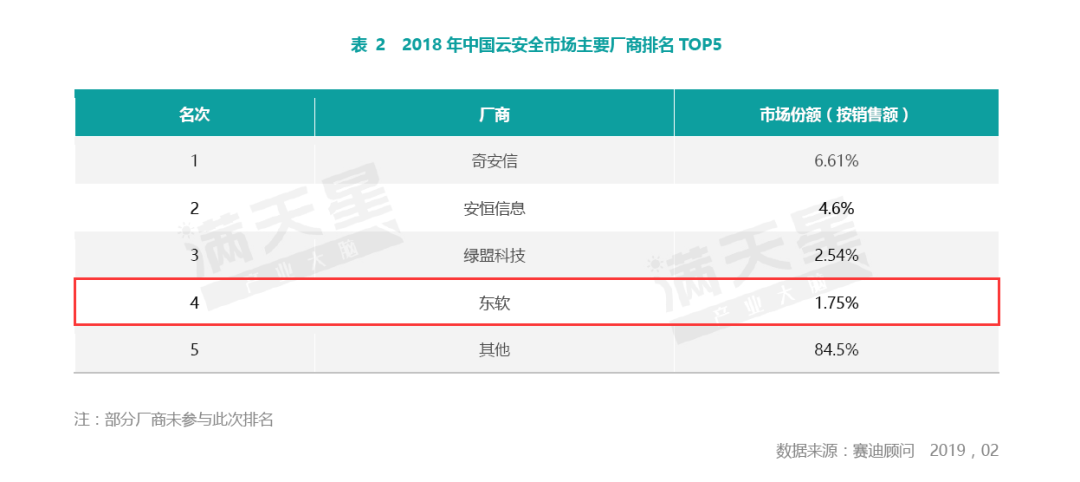 表 2 2018 年中国云安全市场主要厂商排名 TOP5
名次 厂商 市场份额（按销售额）
1 奇安信 6.61%
2 安恒信息 4.6%
3 绿盟科技 2.54%
4 东软 1.75%
5 其他 84.5%
满天星
产业大脑
满天星
产业大脑
注：部分厂商未参与此次排名
数据来源：赛迪顾问 2019，02